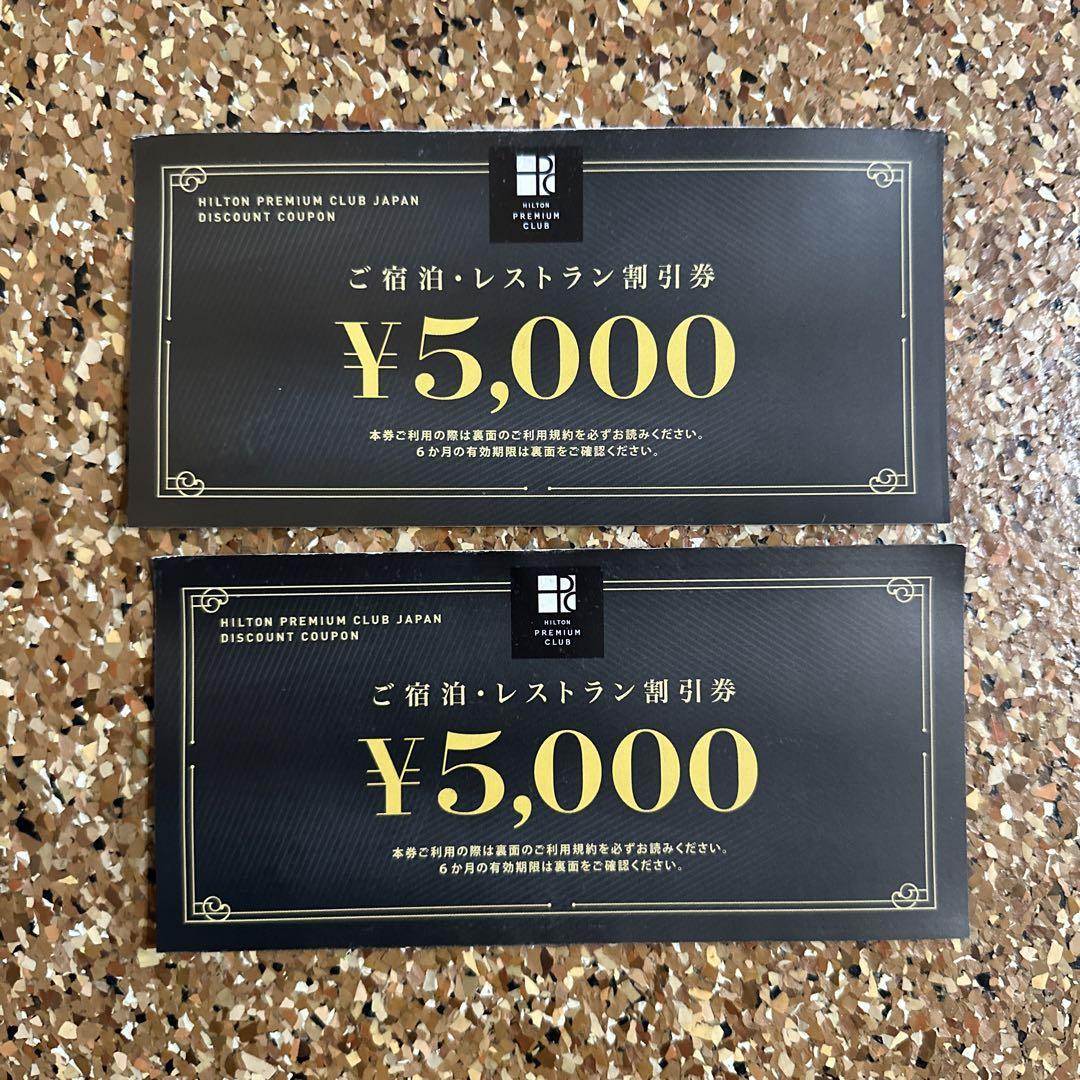 HILTON PREMIUM CLUB JAPAN
DISCOUNT COUPON
HILTON
PREMIUM
CLUB
ご宿泊・レストラン割引券
¥5,000
本券ご利用の際は裏面のご利用規約を必ずお読みください。
6か月の有効期限は裏面をご確認ください。
HILTON PREMIUM CLUB JAPAN
DISCOUNT COUPON
HILTON
PREMIUM
CLUB
ご宿泊・レストラン割引券
¥5,000
本券ご利用の際は裏面のご利用規約を必ずお読みください。
6か月の有効期限は裏面をご確認ください。